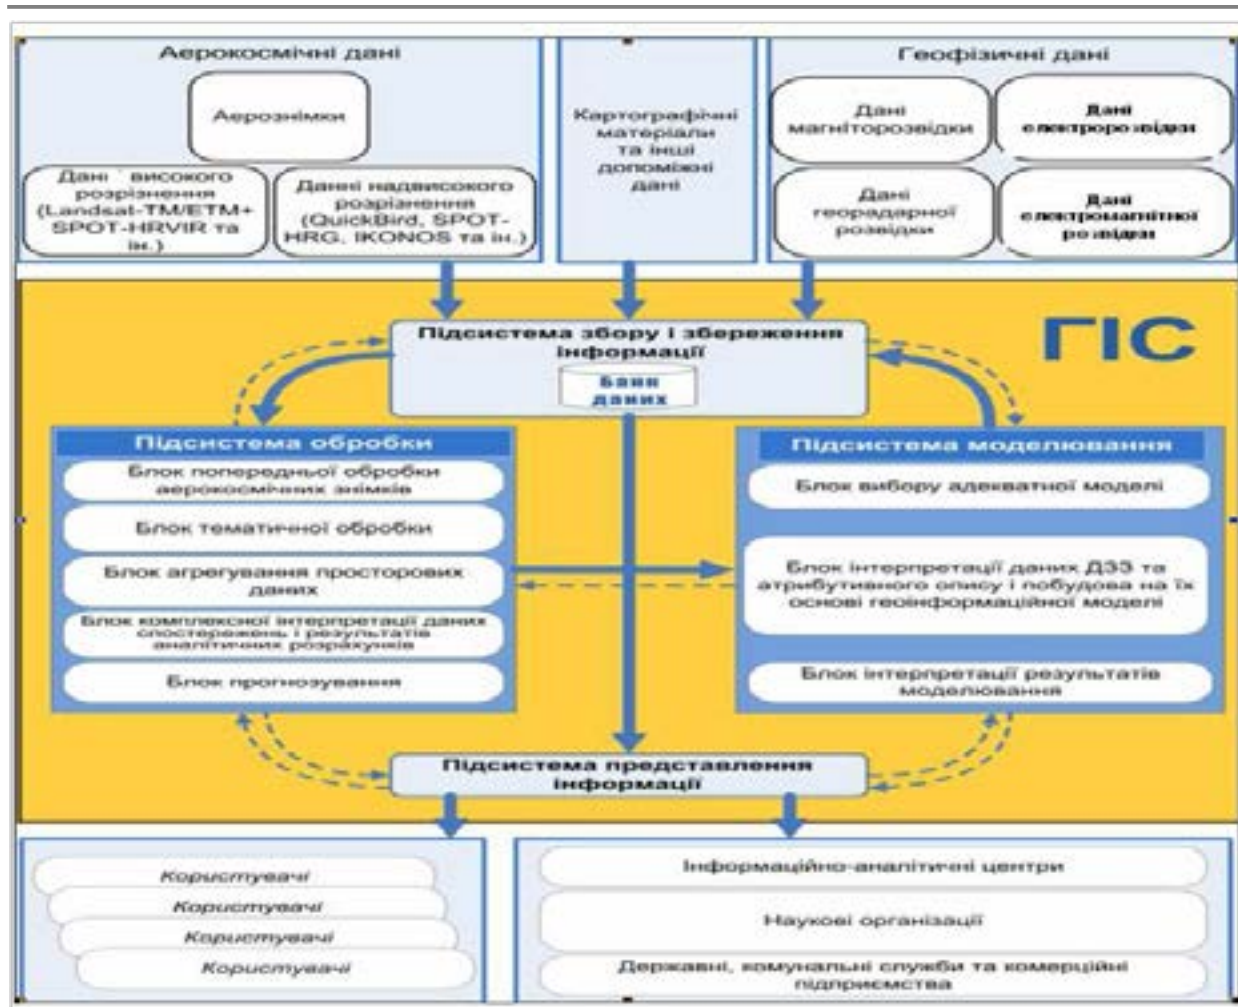 Аерокосмічні дані
Аерознімки
Дані високого
розрізнення
(Landsat-TM/ETM+
SPOT-HRVIR та
ін.)
Данні надвисокого
розрізнення
(QuickBird, SPOT-
HRG, IKONOS та ін.)
Картографічні
матеріали
та інші
допоміжні
дані
Геофізичні дані
Дані
магніторозвідки
Дані
електророзвідки
Дані
георадарної
розвідки
Дані
електромагнітної
розвідки
ГІС
Підсистема збору і збереження
інформації
Банк
даних
Підсистема обробки
Блок попередньої обробки
аерокосмічних знімків
Блок тематичної обробки
Блок агрегування просторових
даних
Блок комплексної інтерпретації даних
спостережень і результатів
аналітичних розрахунків
Блок прогнозування
Підсистема моделювання
Блок вибору адекватної моделі
Блок інтерпретації даних ДЗЗ та
атрибутивного опису і побудова на їх
основі геоінформаційної моделі
Блок інтерпретації результатів
моделювання
Підсистема представлення
інформації
Користувачі
Користувачі
Користувачі
Користувачі
Інформаційно-аналітичні центри
Наукові організації
Державні, комунальні служби та комерційні
підприємства